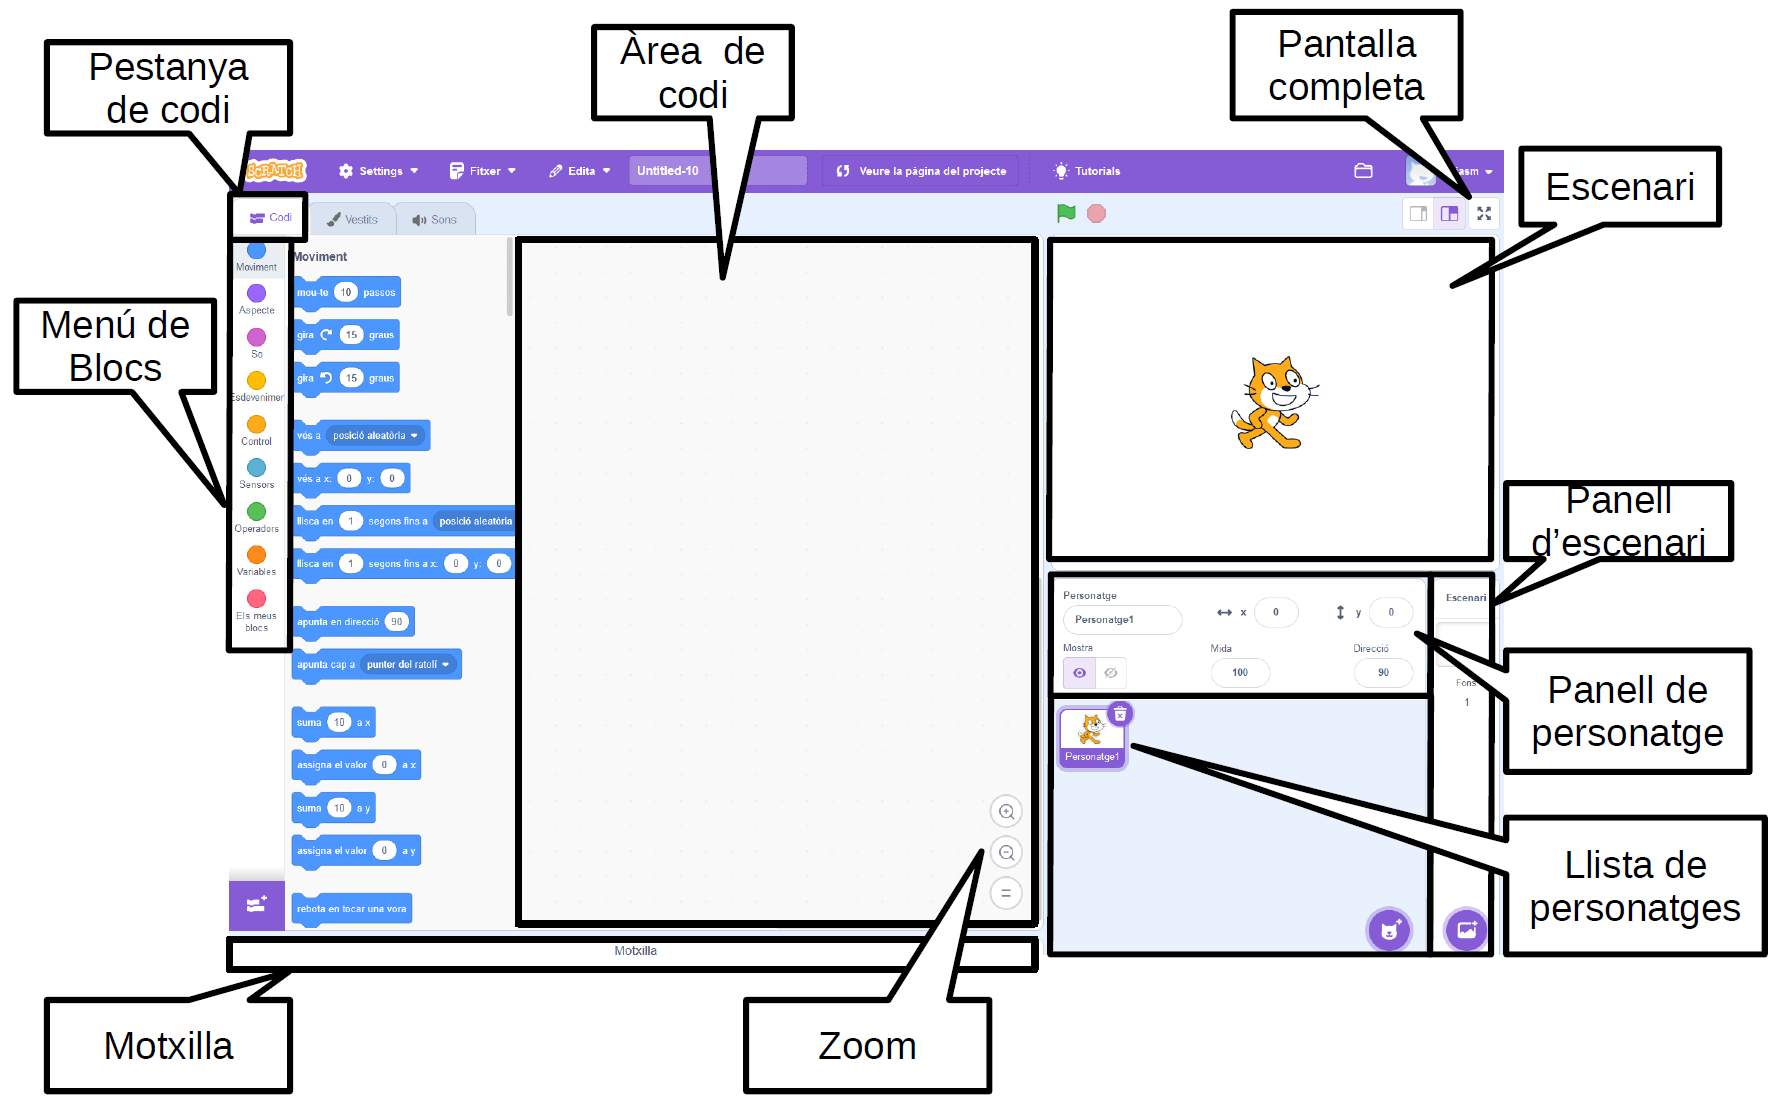 Pestanya
de codi
Àrea de
codi
Pantalla
completa
SCRATCH
Settings
Fitxer
Edita
Untitled-10
Veure la pàgina del projecte
Tutorials
Escenari
Codi
Vestits
Sons
Menú de
Blocs
Moviment
Aspecte
So
Control
Sensors
Operadors
Variables
Els meus
blocs
Moviment
mou-te 10 passos
gira 15 graus
gira 15 graus
vés a posició aleatòria
vés a x: 0 y: 0
llisca en 1 segons fins a posició aleatòria
llisca en 1 segons fins a x: 0 y: 0
apunta en direcció 90
apunta cap a punter del ratolí
suma 10 a x
assigna el valor 0 a x
suma 10 a y
assigna el valor 0 a y
rebota en tocar una vora
Panell
d’escenari
Personatge
Personatge1
x 0
y 0
Mostra
Mida
100
Direcció
90
Escenari
Fons
1
Panell de
personatge
Personatge1
Llista de
personatges
Motxilla
Motxilla
Zoom